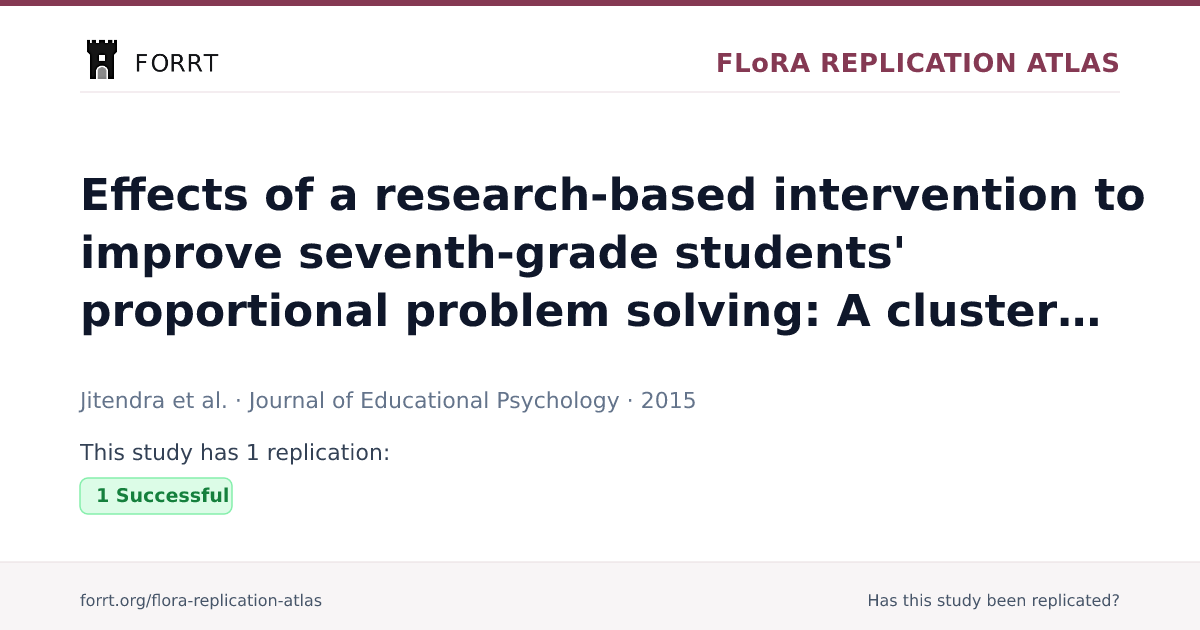 FORRT
FLoRA REPLICATION ATLAS
Effects of a research-based intervention to
improve seventh-grade students'
proportional problem solving: A cluster…
Jitendra et al. · Journal of Educational Psychology · 2015
This study has 1 replication:
1 Successful
forrt.org/flora-replication-atlas
Has this study been replicated?